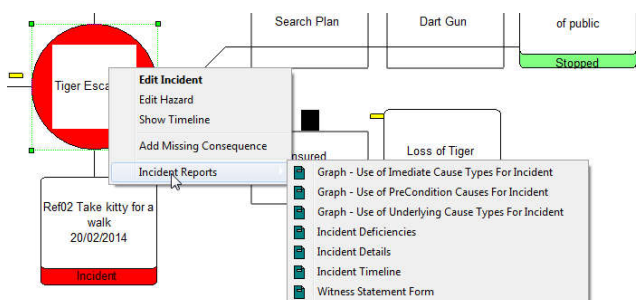 Search Plan
Dart Gun
of public
Stopped
Tiger Esca
Edit Incident
Edit Hazard
Show Timeline
Add Missing Consequence
Incident Reports
nsured
Loss of Tiger
Graph - Use of Imediate Cause Types For Incident
Graph - Use of PreCondition Causes For Incident
Graph - Use of Underlying Cause Types For Incident
Incident Deficiencies
Incident Details
Incident Timeline
Witness Statement Form
Ref02 Take kitty for a
walk
20/02/2014
Incident